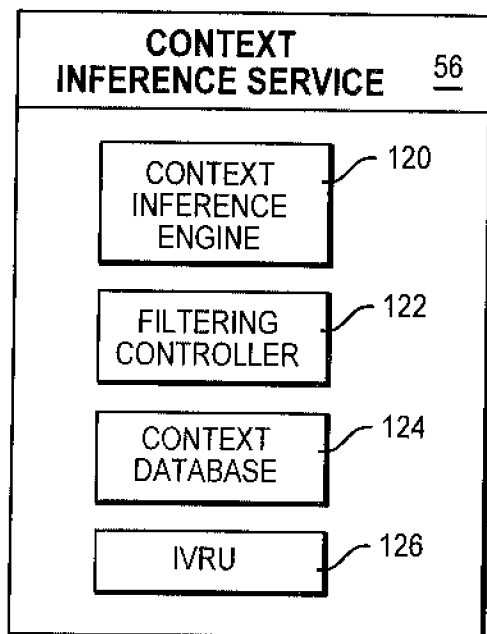 CONTEXT
INFERENCE SERVICE 56
CONTEXT
INFERENCE
ENGINE
120
FILTERING
CONTROLLER
122
CONTEXT
DATABASE
124
IVRU
126